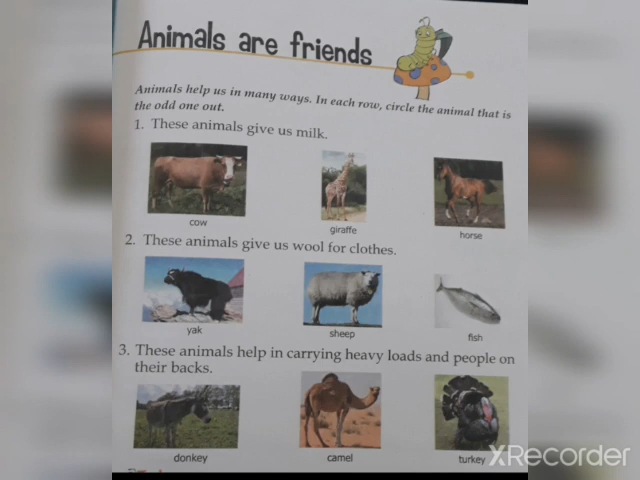 Animals are friends
Animals help us in many ways. In each row, circle the animal that is
the odd one out.
1. These animals give us milk.
cow
giraffe
horse
2. These animals give us wool for clothes.
yak
sheep
fish
3. These animals help in carrying heavy loads and people on
their backs.
donkey
camel
turkey
XRecorder